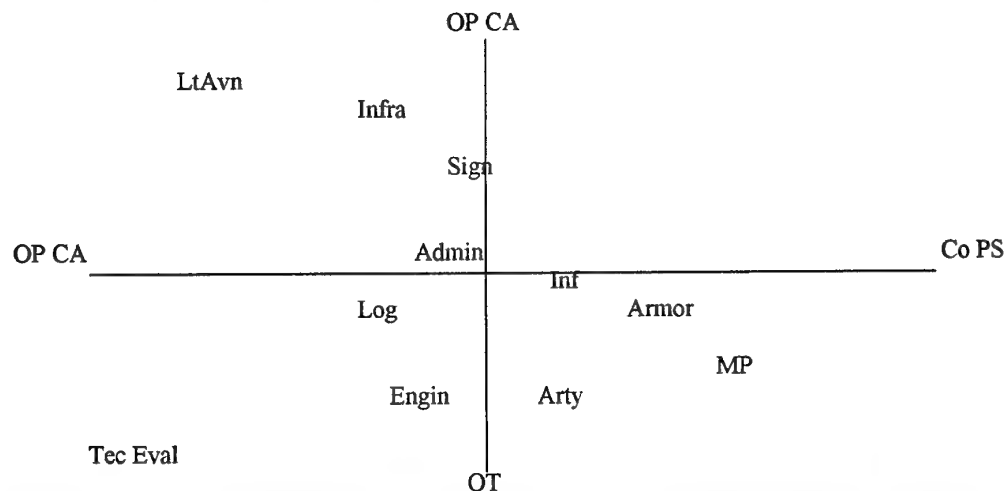 OP CA
LtAvn
Infra
Sign
OP CA
Admin
Co PS
Inf
Log
Armor
MP
Engin
Arty
Tec Eval
OT